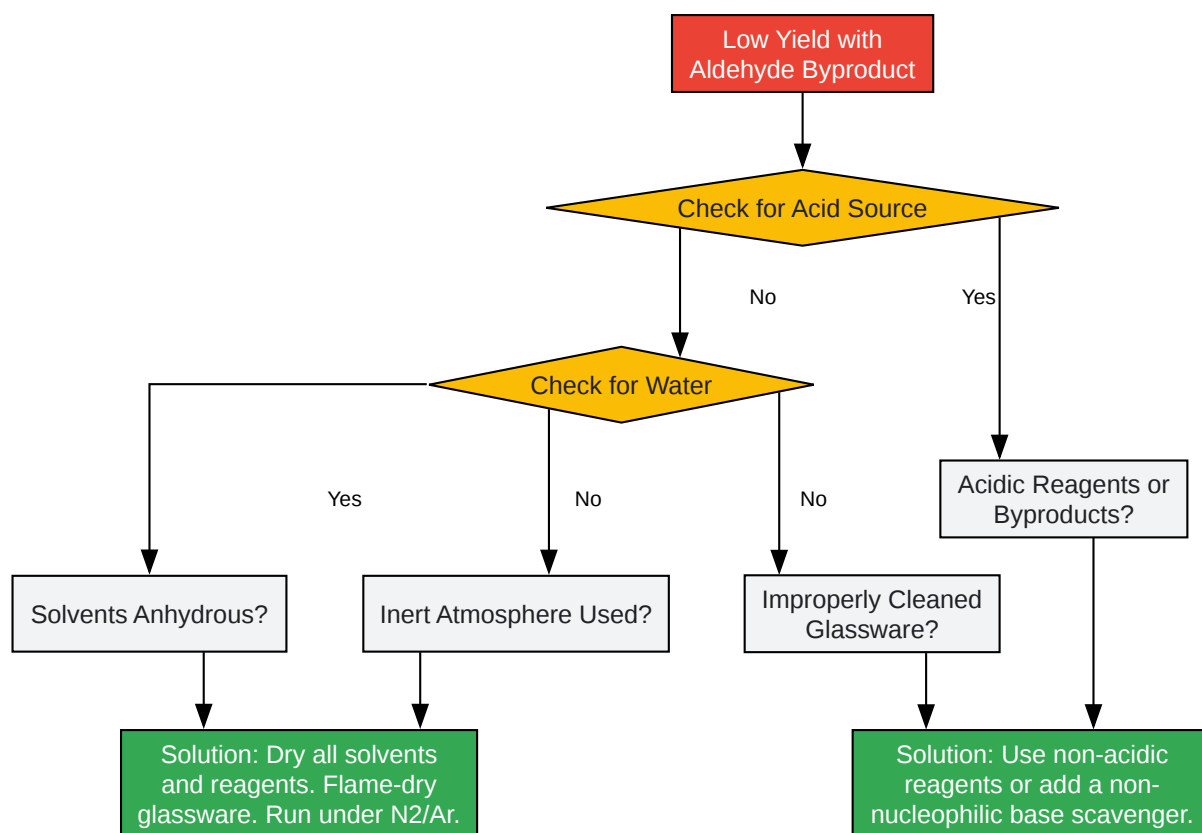 Low Yield with
Aldehyde Byproduct
Check for Acid Source
No
Yes
Check for Water
Yes
No
No
Acidic Reagents or
Byproducts?
Solvents Anhydrous?
Inert Atmosphere Used?
Improperly Cleaned
Glassware?
Solution: Dry all solvents
and reagents. Flame-dry
glassware. Run under N2/Ar.
Solution: Use non-acidic
reagents or add a non-
nucleophilic base scavenger.